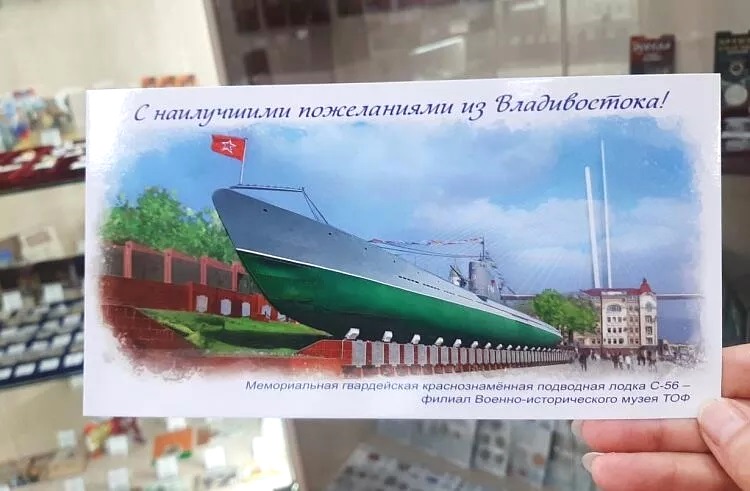 С наилучшими пожеланиями из Владивостока!
Мемориальная гвардейская краснознамённая подводная лодка С-56 –
филиал Военно-исторического музея ТОФ